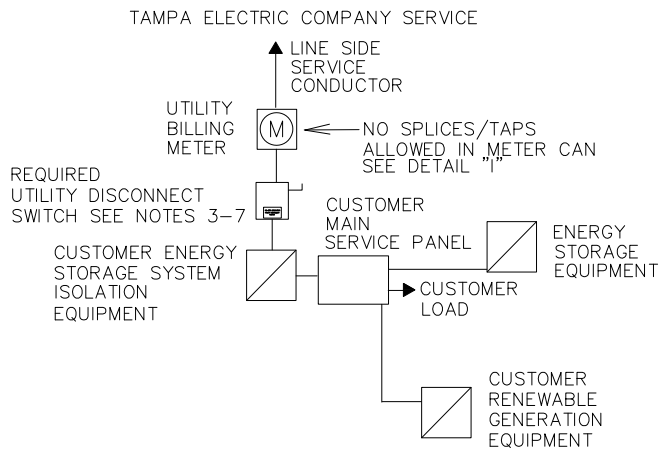 TAMPA ELECTRIC COMPANY SERVICE
LINE SIDE
SERVICE
CONDUCTOR
UTILITY
BILLING
METER
M
NO SPLICES/TAPS
ALLOWED IN METER CAN
SEE DETAIL "I"
REQUIRED
UTILITY DISCONNECT
SWITCH SEE NOTES 3-7
CUSTOMER
MAIN
SERVICE PANEL
ENERGY
STORAGE
EQUIPMENT
CUSTOMER ENERGY
STORAGE SYSTEM
ISOLATION
EQUIPMENT
CUSTOMER
LOAD
CUSTOMER
RENEWABLE
GENERATION
EQUIPMENT